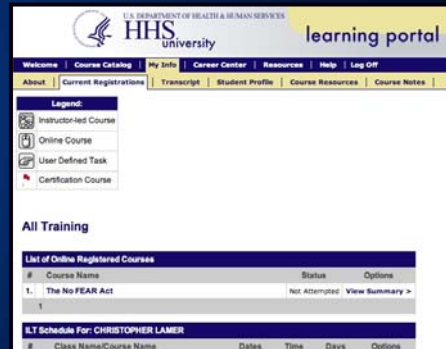 U.S. DEPARTMENT OF HEALTH & HUMAN SERVICES
HHS university
learning portal
Welcome | Course Catalog | My Info | Career Center | Resources | Help | Log Off
About | Current Registrations | Transcript | Student Profile | Course Resources | Course Notes |
Legend:
Instructor-led Course
Online Course
User Defined Task
Certification Course
All Training
List of Online Registered Courses
# Course Name Status Options
1. The No FEAR Act Not Attempted View Summary >
1
ILT Schedule For: CHRISTOPHER LAMER
# Class Name/Course Name Dates Time Days Options